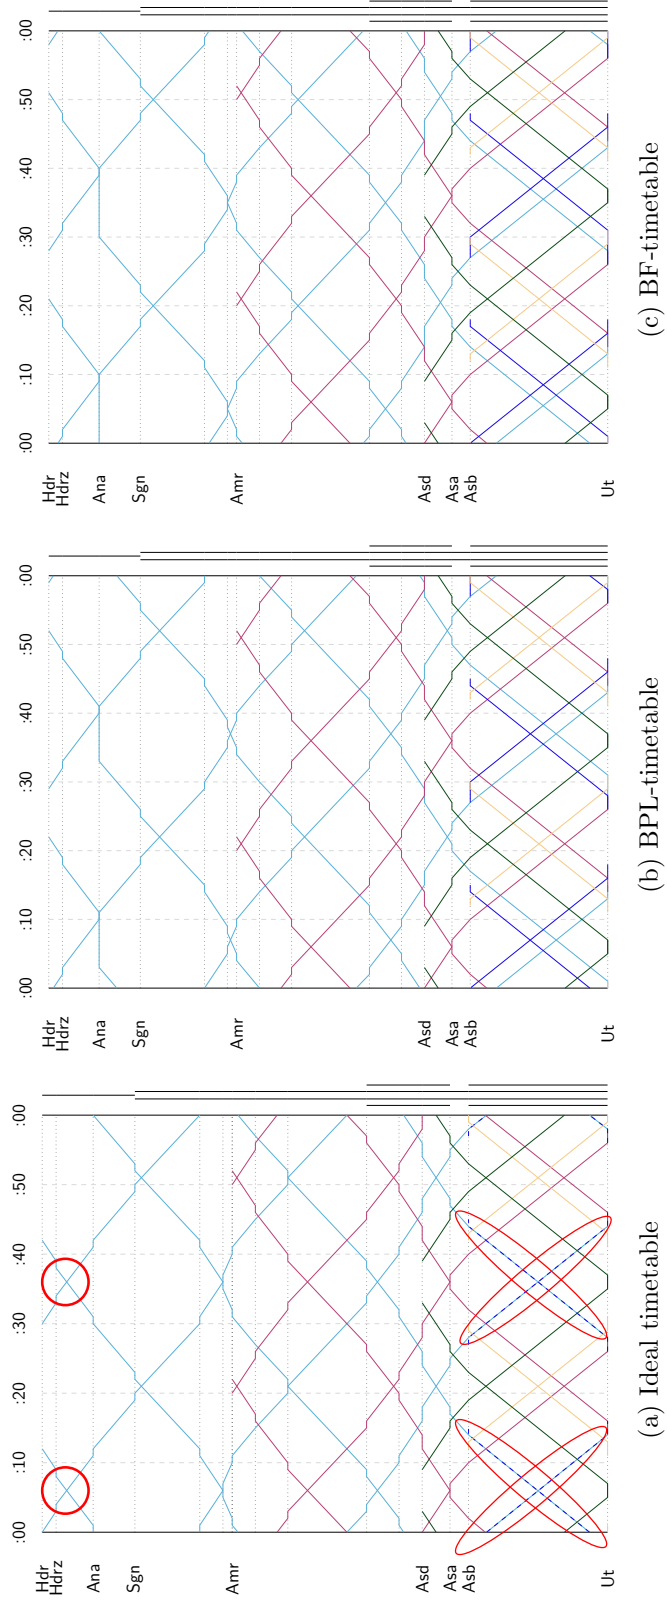 Hdr
Hdrz
Ana
Sgn
Amr
Asd
Asa
Asb
Ut
:00
:10
:20
:30
:40
:50
:00
(a) Ideal timetable
Hdr
Hdrz
Ana
Sgn
Amr
Asd
Asa
Asb
Ut
:00
:10
:20
:30
:40
:50
:00
(b) BPL-timetable
Hdr
Hdrz
Ana
Sgn
Amr
Asd
Asa
Asb
Ut
:00
:10
:20
:30
:40
:50
:00
(c) BF-timetable